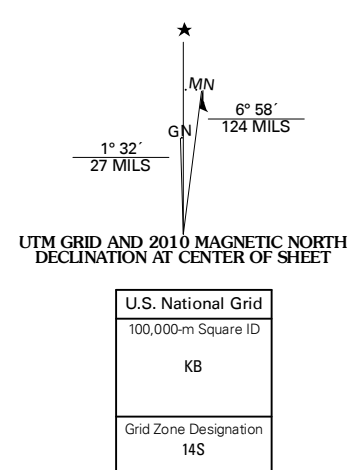 MN
GN
6° 58´
124 MILS
1° 32´
27 MILS
UTM GRID AND 2010 MAGNETIC NORTH
DECLINATION AT CENTER OF SHEET
U.S. National Grid
100,000-m Square ID
KB
Grid Zone Designation
14S